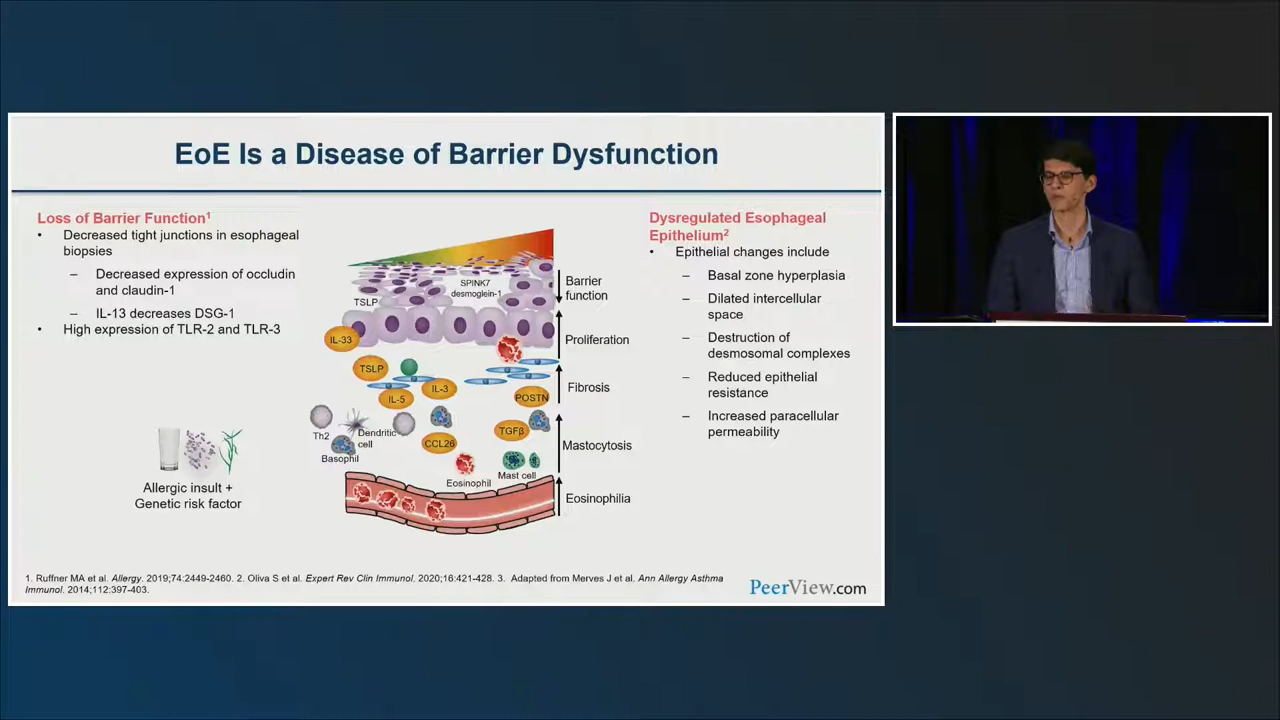 EoE Is a Disease of Barrier Dysfunction
Loss of Barrier Function1
• Decreased tight junctions in esophageal
biopsies
– Decreased expression of occludin
and claudin-1
– IL-13 decreases DSG-1
• High expression of TLR-2 and TLR-3
Allergic insult +
Genetic risk factor
SPINK7
desmoglein-1
TSLP
IL-33
TSLP
IL-5
IL-3
POSTN
Th2
Dendritic
cell
Basophil
CCL26
TGFβ
Eosinophil
Mast cell
Barrier
function
Proliferation
Fibrosis
Mastocytosis
Eosinophilia
Dysregulated Esophageal
Epithelium2
• Epithelial changes include
– Basal zone hyperplasia
– Dilated intercellular
space
– Destruction of
desmosomal complexes
– Reduced epithelial
resistance
– Increased paracellular
permeability
1. Ruffner MA et al. Allergy. 2019;74:2449-2460. 2. Oliva S et al. Expert Rev Clin Immunol. 2020;16:421-428. 3. Adapted from Merves J et al. Ann Allergy Asthma
Immunol. 2014;112:397-403.
PeerView.com